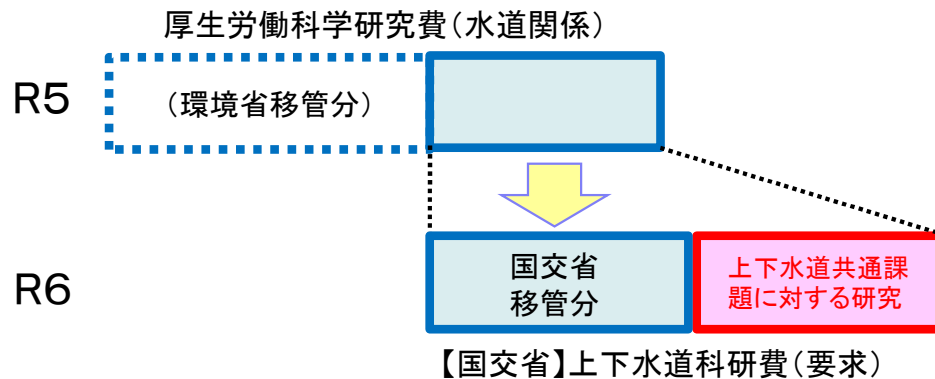 厚生労働科学研究費(水道関係)
R5
(環境省移管分)
R6
国交省
移管分
上下水道共通課
題に対する研究
【国交省】上下水道科研費(要求)